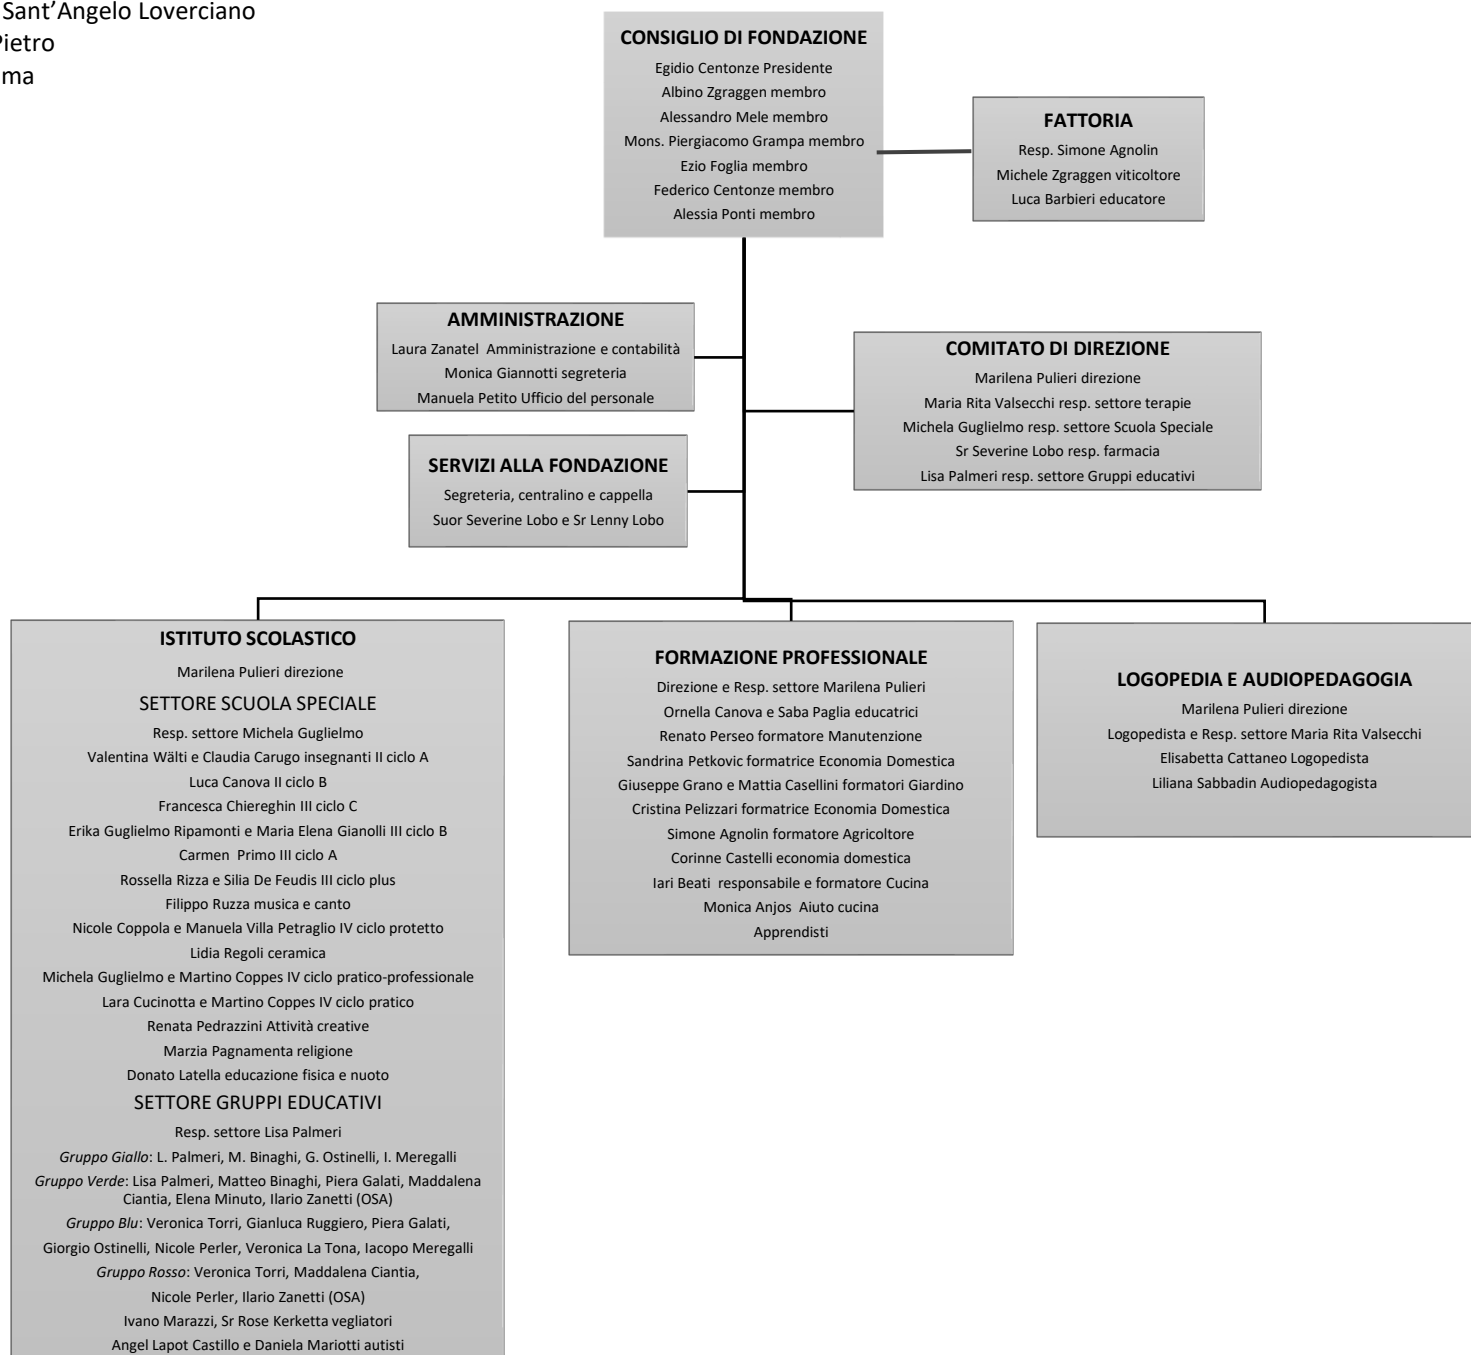 Sant’Angelo Loverciano
Pietro
ma
CONSIGLIO DI FONDAZIONE
Egidio Centonze Presidente
Albino Zgraggen membro
Alessandro Mele membro
Mons. Piergiacomo Grampa membro
Ezio Foglia membro
Federico Centonze membro
Alessia Ponti membro
FATTORIA
Resp. Simone Agnolin
Michele Zgraggen viticoltore
Luca Barbieri educatore
AMMINISTRAZIONE
Laura Zanatel  Amministrazione e contabilità
Monica Giannotti segreteria
Manuela Petito Ufficio del personale
COMITATO DI DIREZIONE
Marilena Pulieri direzione
Maria Rita Valsecchi resp. settore terapie
Michela Guglielmo resp. settore Scuola Speciale
Sr Severine Lobo resp. farmacia
Lisa Palmeri resp. settore Gruppi educativi
SERVIZI ALLA FONDAZIONE
Segreteria, centralino e cappella
Suor Severine Lobo e Sr Lenny Lobo
ISTITUTO SCOLASTICO
Marilena Pulieri direzione
SETTORE SCUOLA SPECIALE
Resp. settore Michela Guglielmo
Valentina Wälti e Claudia Carugo insegnanti II ciclo A
Luca Canova II ciclo B
Francesca Chiereghin III ciclo C
Erika Guglielmo Ripamonti e Maria Elena Gianolli III ciclo B
Carmen  Primo III ciclo A
Rossella Rizza e Silia De Feudis III ciclo plus
Filippo Ruzza musica e canto
Nicole Coppola e Manuela Villa Petraglio IV ciclo protetto
Lidia Regoli ceramica
Michela Guglielmo e Martino Coppes IV ciclo pratico-professionale
Lara Cucinotta e Martino Coppes IV ciclo pratico
Renata Pedrazzini Attività creative
Marzia Pagnamenta religione
Donato Latella educazione fisica e nuoto
SETTORE GRUPPI EDUCATIVI
Resp. settore Lisa Palmeri
Gruppo Giallo: L. Palmeri, M. Binaghi, G. Ostinelli, I. Meregalli
Gruppo Verde: Lisa Palmeri, Matteo Binaghi, Piera Galati, Maddalena
Ciantia, Elena Minuto, Ilario Zanetti (OSA)
Gruppo Blu: Veronica Torri, Gianluca Ruggiero, Piera Galati,
Giorgio Ostinelli, Nicole Perler, Veronica La Tona, Iacopo Meregalli
Gruppo Rosso: Veronica Torri, Maddalena Ciantia,
Nicole Perler, Ilario Zanetti (OSA)
Ivano Marazzi, Sr Rose Kerketta vegliatori
Angel Lapot Castillo e Daniela Mariotti autisti
FORMAZIONE PROFESSIONALE
Direzione e Resp. settore Marilena Pulieri
Ornella Canova e Saba Paglia educatrici
Renato Perseo formatore Manutenzione
Sandrina Petkovic formatrice Economia Domestica
Giuseppe Grano e Mattia Casellini formatori Giardino
Cristina Pelizzari formatrice Economia Domestica
Simone Agnolin formatore Agricoltore
Corinne Castelli economia domestica
Iari Beati  responsabile e formatore Cucina
Monica Anjos  Aiuto cucina
Apprendisti
LOGOPEDIA E AUDIOPEDAGOGIA
Marilena Pulieri direzione
Logopedista e Resp. settore Maria Rita Valsecchi
Elisabetta Cattaneo Logopedista
Liliana Sabbadin Audiopedagogista